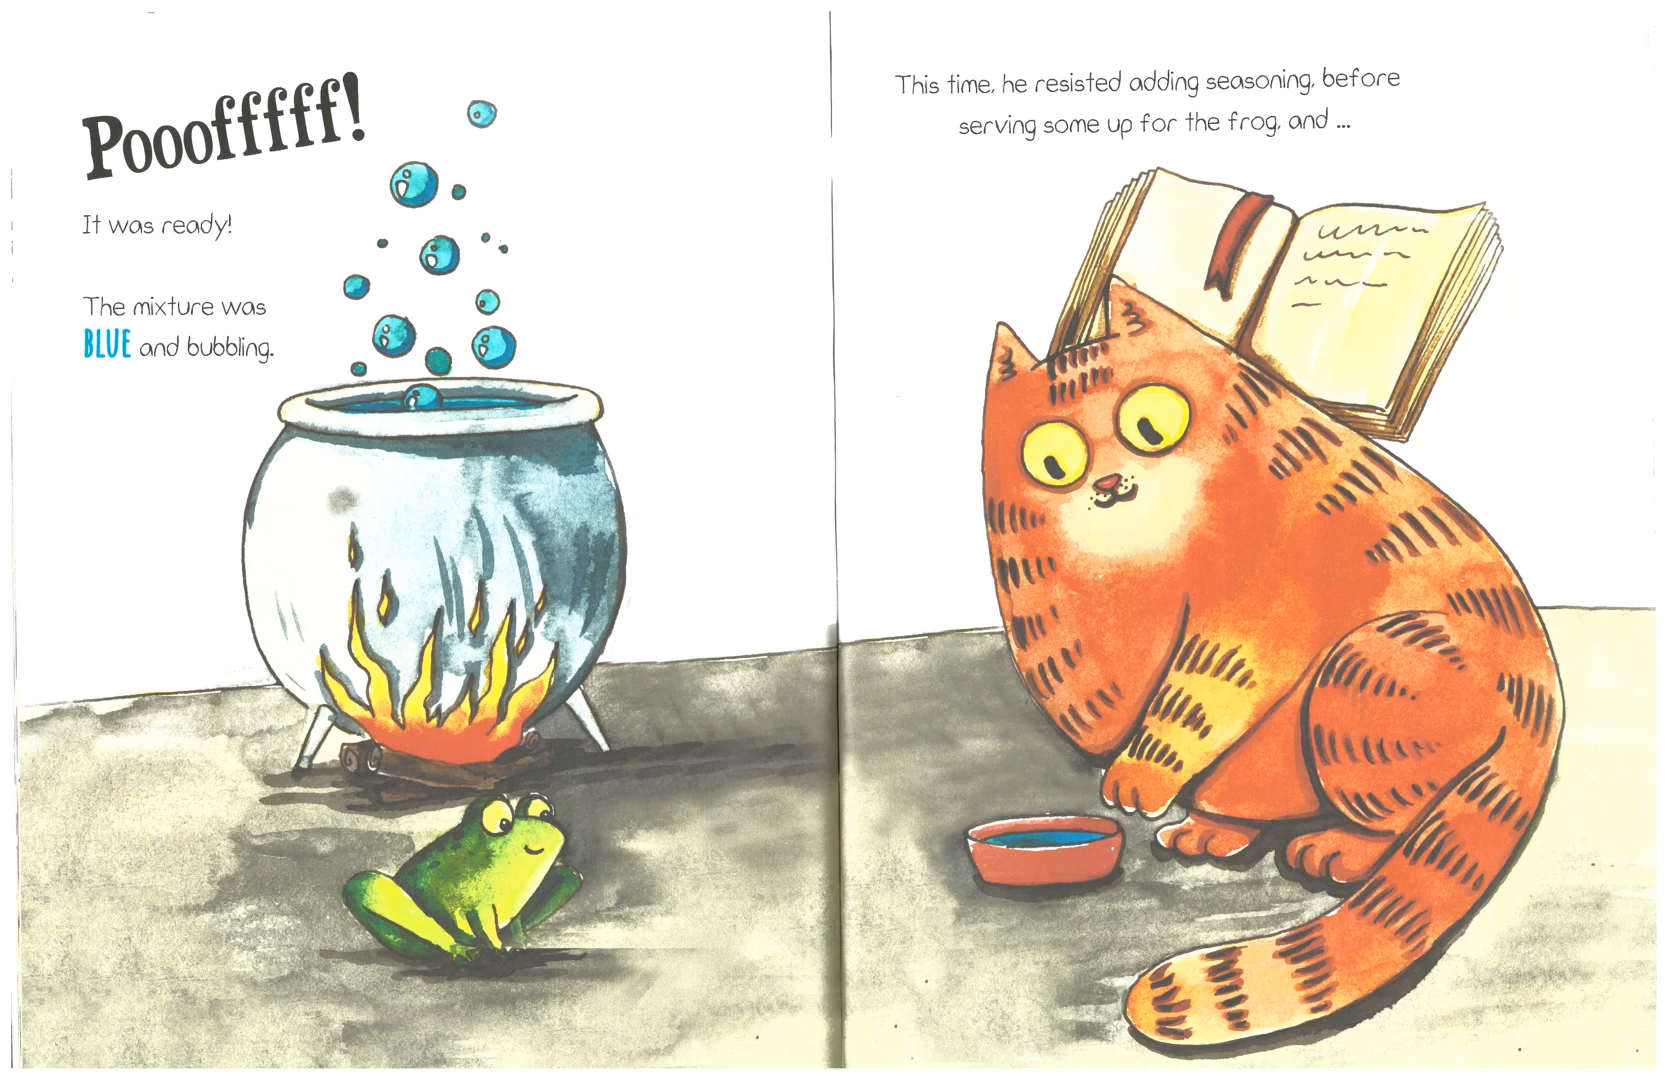 Pooofffff!
It was ready!
The mixture was
BLUE and bubbling.
This time, he resisted adding seasoning, before
serving some up for the frog, and ...